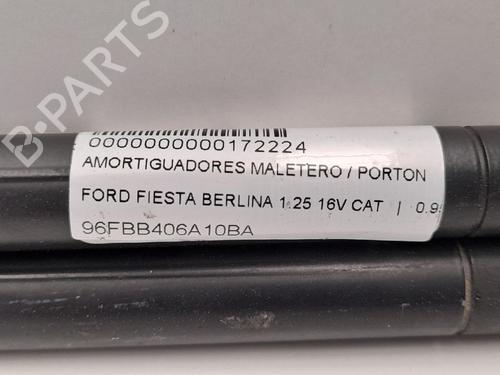 B-PARTS
0000000000172224
AMORTIGUADORES MALETERO / PORTON
FORD FIESTA BERLINA 1.25 16V CAT | 0.9
96FBB406A10BA